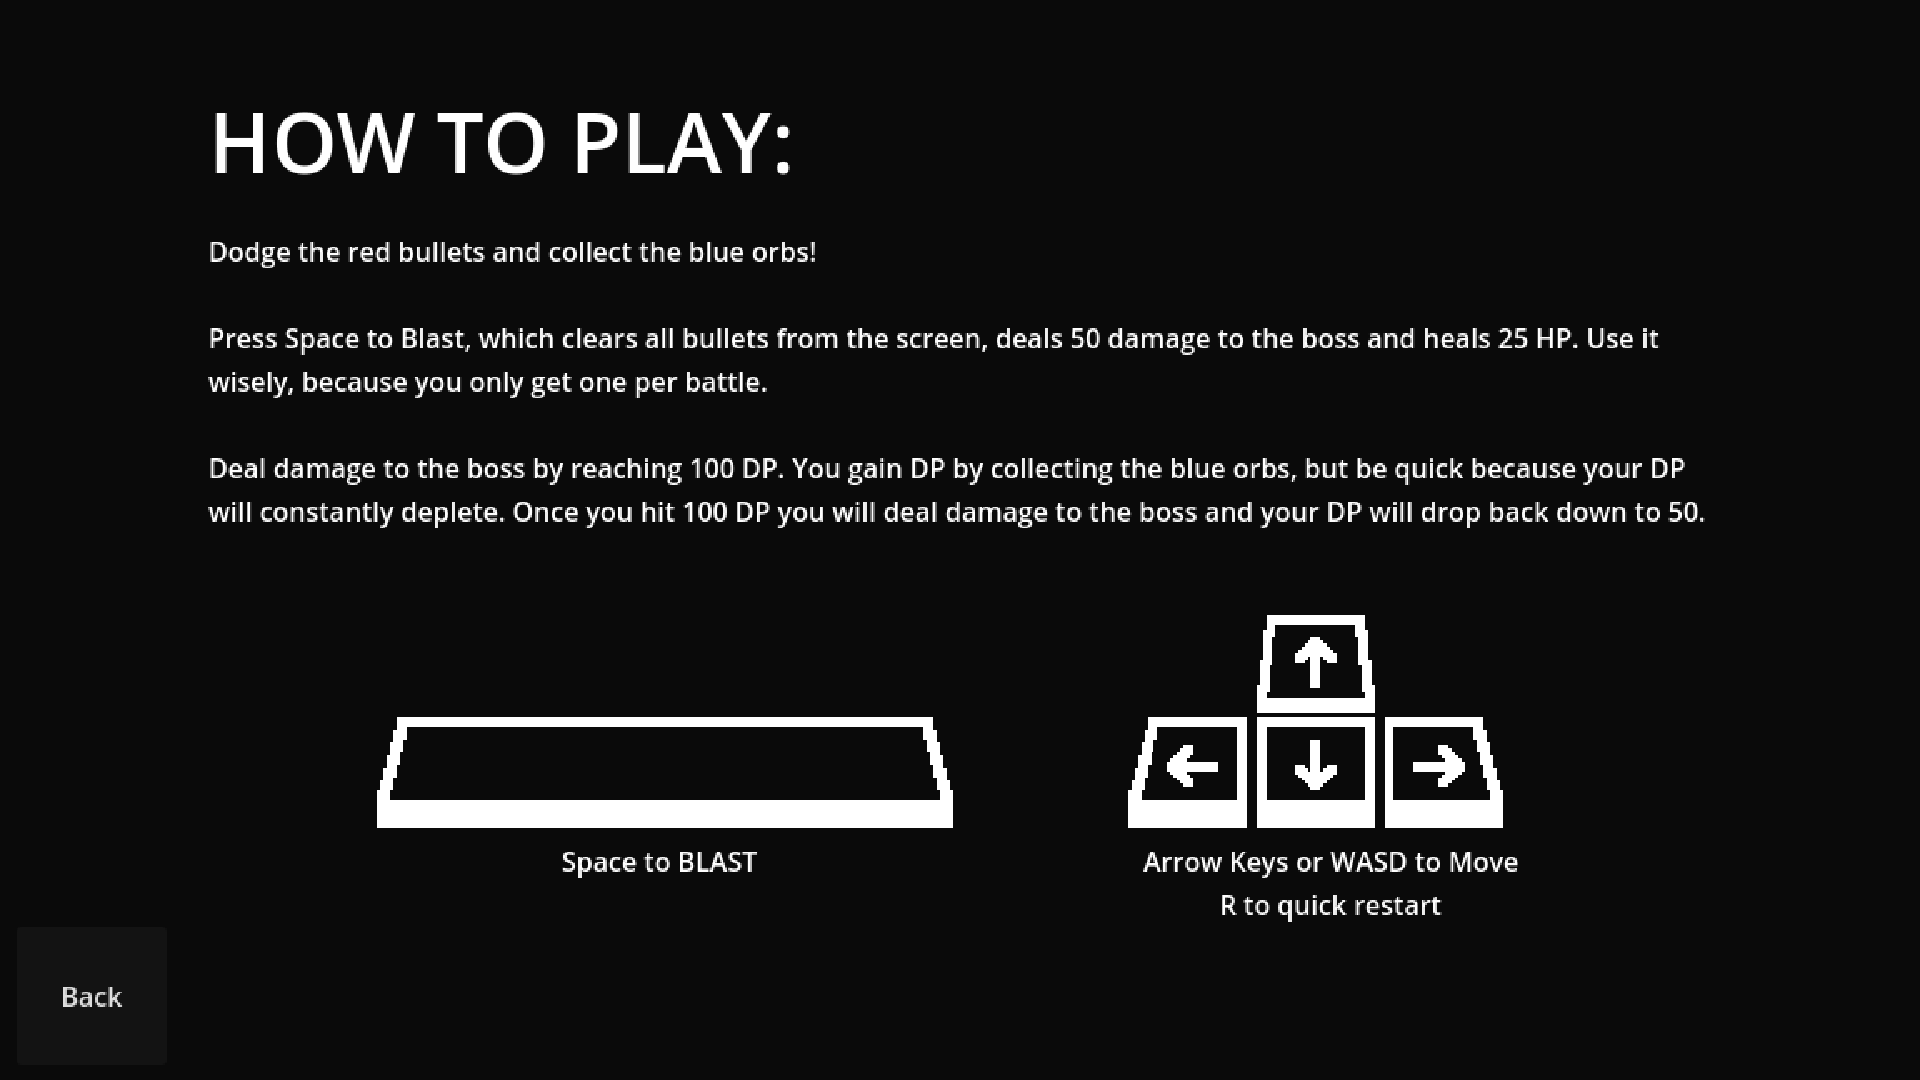 HOW TO PLAY:
Dodge the red bullets and collect the blue orbs!
Press Space to Blast, which clears all bullets from the screen, deals 50 damage to the boss and heals 25 HP. Use it
wisely, because you only get one per battle.
Deal damage to the boss by reaching 100 DP. You gain DP by collecting the blue orbs, but be quick because your DP
will constantly deplete. Once you hit 100 DP you will deal damage to the boss and your DP will drop back down to 50.
Space to BLAST
Arrow Keys or WASD to Move
R to quick restart
Back